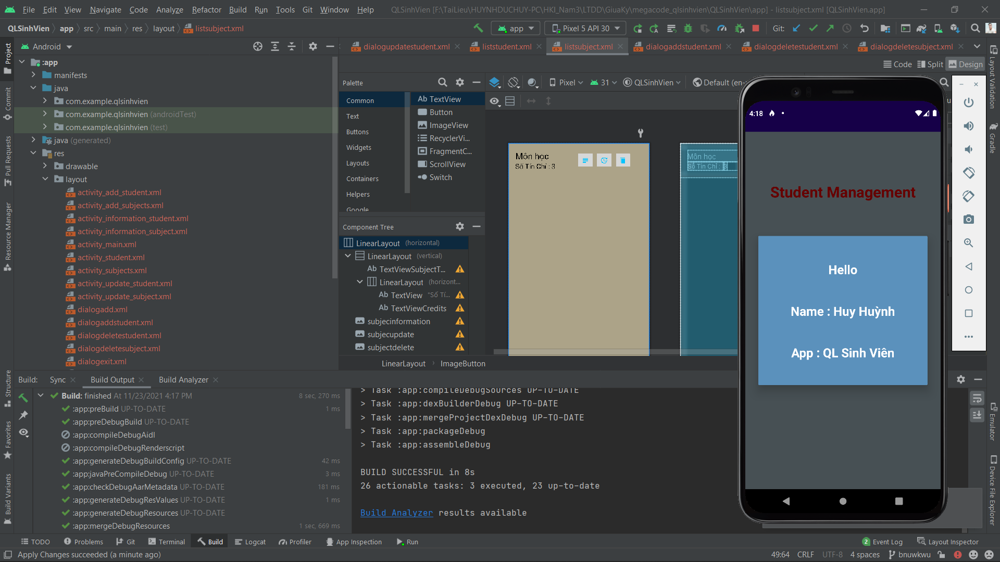 File Edit View Navigate Code Analyze Refactor Build Run Tools Git Window Help QLSinhVien [F:\TaiLieu\HUYNHDUCHUY-PC\HKI_Nam3\LTDD\GiuaKy\megacode_qlsinhvien\QLSinhVien\app] - listsubject.xml [QLSinhVien.app]
QLSinhVien app src main res layout listsubject.xml app Pixel 5 API 30 Git:
Android
dialogupdatestudent.xml liststudent.xml listsubject.xml dialogaddstudent.xml dialogdeletestudent.xml dialogdeletesubject.xml
Code Split Design
Project
Commit
Pull Requests
Resource Manager
Structure
Favorites
Build Variants
:app
manifests
java
com.example.qlsinhvien
com.example.qlsinhvien (androidTest)
com.example.qlsinhvien (test)
java (generated)
res
drawable
layout
activity_add_student.xml
activity_add_subjects.xml
activity_information_student.xml
activity_information_subject.xml
activity_main.xml
activity_student.xml
activity_subjects.xml
activity_update_student.xml
activity_update_subject.xml
dialogadd.xml
dialogaddstudent.xml
dialogdeletestudent.xml
dialogdeletesubject.xml
dialogexit.xml
Palette
Common
Text
Buttons
Widgets
Layouts
Containers
Helpers
Google
Ab TextView
Button
ImageView
RecyclerVi...
FragmentC...
ScrollView
Switch
Component Tree
LinearLayout (horizontal)
LinearLayout (vertical)
Ab TextViewSubjectT...
LinearLayout (horizont...
Ab TextView "Số Tí...
Ab TextViewCredits
subjecinformation
subjecupdate
subjectdelete
Pixel 31 QLSinhVien Default (en-
Môn học
Số Tín Chỉ : 3
Môn học
Số Tín Chỉ : 3
LinearLayout ImageButton
4:18
Student Management
Hello
Name : Huy Huỳnh
App : QL Sinh Viên
Layout Validation
Gradle
Emulator
Device File Explorer
Build: Sync Build Output Build Analyzer
Build: finished At 11/23/2021 4:17 PM 8 sec, 270 ms
:app:preBuild UP-TO-DATE 1 ms
:app:preDebugBuild UP-TO-DATE
:app:compileDebugAidl
:app:compileDebugRenderscript
:app:generateDebugBuildConfig UP-TO-DATE 42 ms
:app:javaPreCompileDebug UP-TO-DATE 3 ms
:app:checkDebugAarMetadata UP-TO-DATE 181 ms
:app:generateDebugResValues UP-TO-DATE 1 ms
:app:generateDebugResources UP-TO-DATE
:app:mergeDebugResources 1 sec, 669 ms
> Task :app:compileDebugSources UP-TO-DATE
> Task :app:dexBuilderDebug UP-TO-DATE
> Task :app:mergeProjectDexDebug UP-TO-DATE
> Task :app:packageDebug
> Task :app:assembleDebug
BUILD SUCCESSFUL in 8s
26 actionable tasks: 3 executed, 23 up-to-date
Build Analyzer results available
TODO Problems Git Terminal Build Logcat Profiler App Inspection Run 2 Event Log Layout Inspector
Apply Changes succeeded (a minute ago) 49:64 CRLF UTF-8 4 spaces bnuwkwu